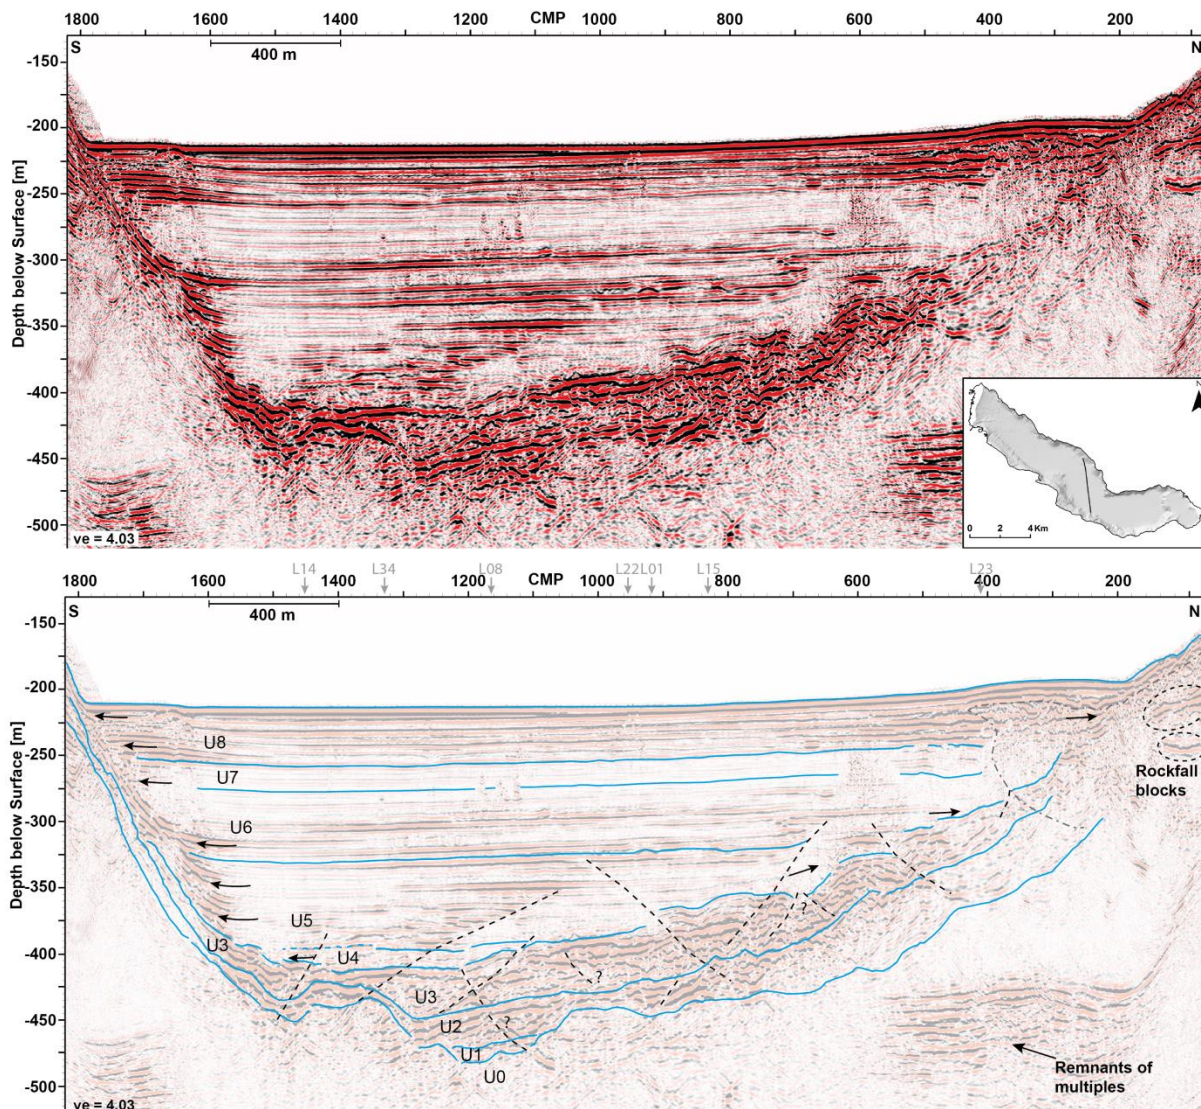 1800 1600 1400 1200 CMP 1000 800 600 400 200
S N
400 m
-150
-200
-250
-300
-350
-400
-450
-500
Depth below Surface [m]
ve = 4.03
N
0 2 4 Km
L14 L34 L08 L22 L01 L15 L23
1800 1600 1400 1200 CMP 1000 800 600 400 200
S N
400 m
-150
-200
-250
-300
-350
-400
-450
-500
Depth below Surface [m]
U8
U7
Rockfall
blocks
U6
U5
?
U3 U4
U3 ?
U2 ?
U1
U0
Remnants of
multiples
ve = 4.03